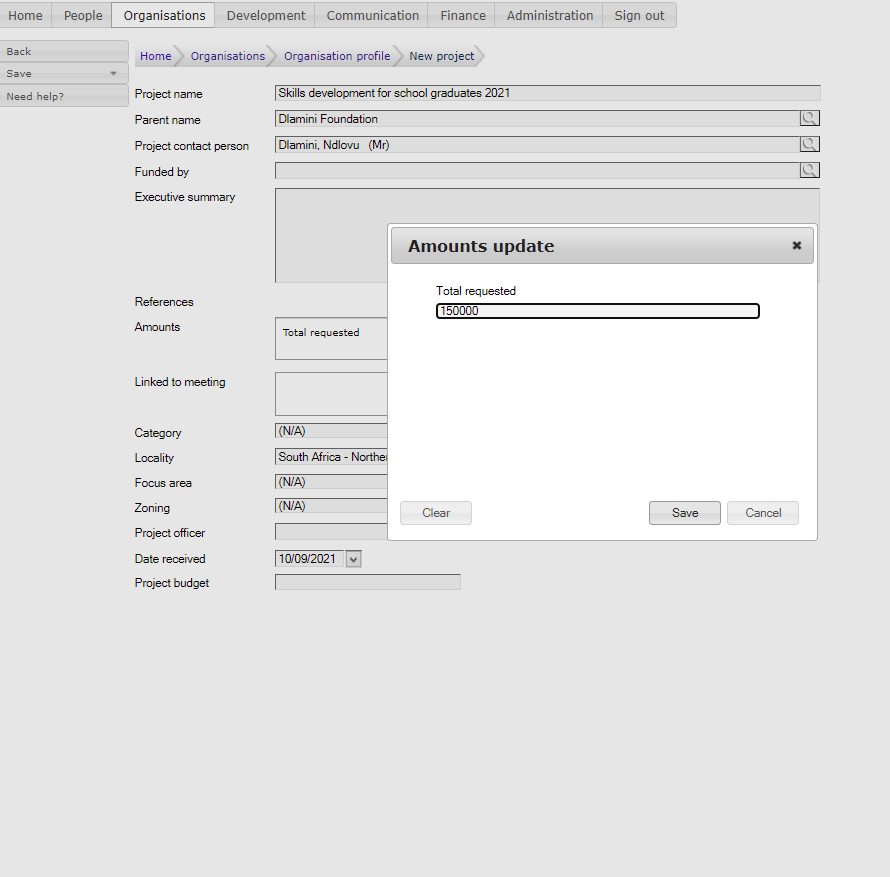 Home People Organisations Development Communication Finance Administration Sign out
Back
Save
Need help?
Home Organisations Organisation profile New project
Project name Skills development for school graduates 2021
Parent name Dlamini Foundation
Project contact person Dlamini, Ndlovu (Mr)
Funded by
Executive summary
Amounts update
Total requested
150000
Clear Save Cancel
References
Amounts Total requested
Linked to meeting
Category (N/A)
Locality South Africa - Norther
Focus area (N/A)
Zoning (N/A)
Project officer
Date received 10/09/2021
Project budget